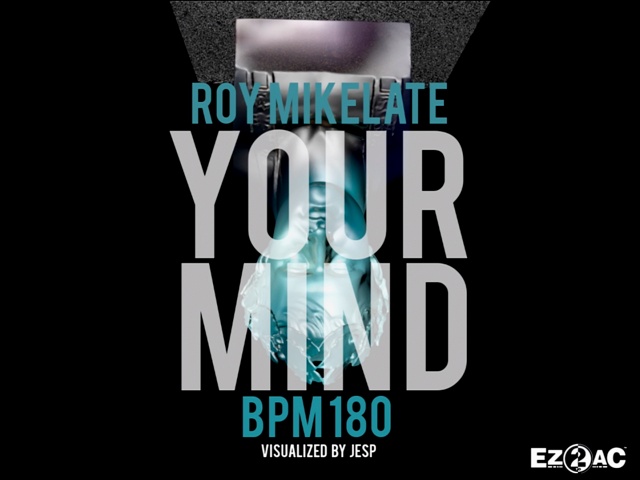 ROY MIKELATE
YOUR
MIND
BPM 180
VISUALIZED BY JESP
EZ2AC